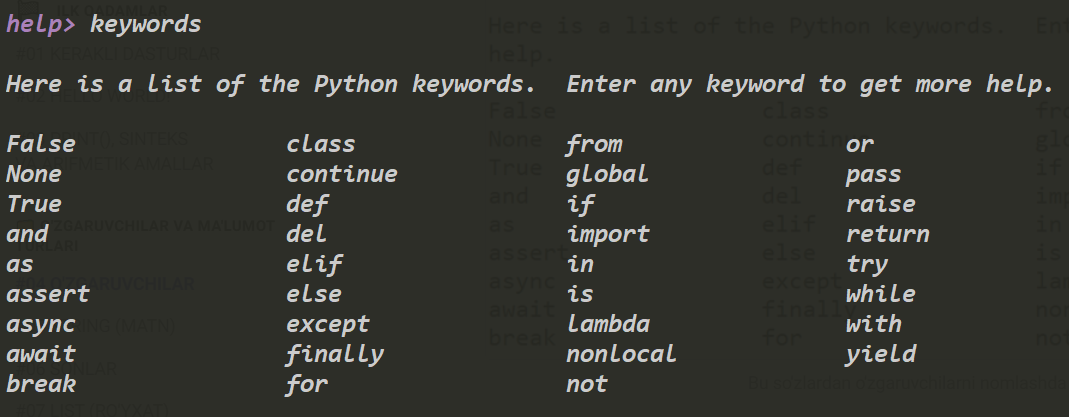 help> keywords
Here is a list of the Python keywords.  Enter any keyword to get more help.
False class from or
None continue global pass
True def if raise
and del import return
as elif in try
assert else is while
async except lambda with
await finally nonlocal yield
break for not